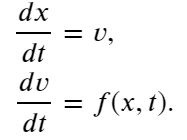 dx/dt = v,
dv/dt = f(x, t).